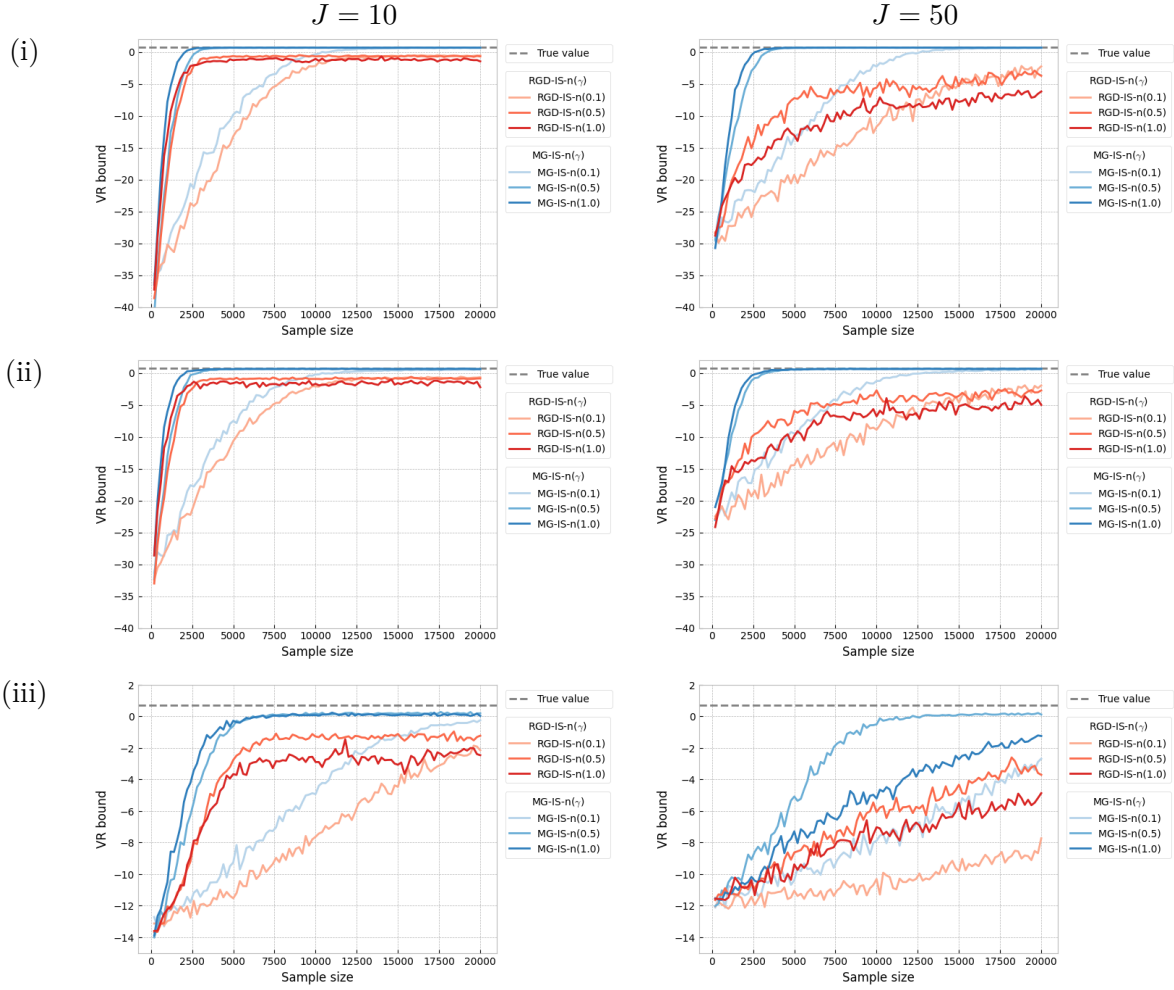 J = 10
J = 50
(i)
0
−5
−10
−15
−20
−25
−30
−35
−40
VR bound
0 2500 5000 7500 10000 12500 15000 17500 20000
Sample size
True value
RGD-IS-n(γ)
RGD-IS-n(0.1)
RGD-IS-n(0.5)
RGD-IS-n(1.0)
MG-IS-n(γ)
MG-IS-n(0.1)
MG-IS-n(0.5)
MG-IS-n(1.0)
0
−5
−10
−15
−20
−25
−30
−35
−40
VR bound
0 2500 5000 7500 10000 12500 15000 17500 20000
Sample size
True value
RGD-IS-n(γ)
RGD-IS-n(0.1)
RGD-IS-n(0.5)
RGD-IS-n(1.0)
MG-IS-n(γ)
MG-IS-n(0.1)
MG-IS-n(0.5)
MG-IS-n(1.0)
(ii)
0
−5
−10
−15
−20
−25
−30
−35
−40
VR bound
0 2500 5000 7500 10000 12500 15000 17500 20000
Sample size
True value
RGD-IS-n(γ)
RGD-IS-n(0.1)
RGD-IS-n(0.5)
RGD-IS-n(1.0)
MG-IS-n(γ)
MG-IS-n(0.1)
MG-IS-n(0.5)
MG-IS-n(1.0)
0
−5
−10
−15
−20
−25
−30
−35
−40
VR bound
0 2500 5000 7500 10000 12500 15000 17500 20000
Sample size
True value
RGD-IS-n(γ)
RGD-IS-n(0.1)
RGD-IS-n(0.5)
RGD-IS-n(1.0)
MG-IS-n(γ)
MG-IS-n(0.1)
MG-IS-n(0.5)
MG-IS-n(1.0)
(iii)
2
0
−2
−4
−6
−8
−10
−12
−14
VR bound
0 2500 5000 7500 10000 12500 15000 17500 20000
Sample size
True value
RGD-IS-n(γ)
RGD-IS-n(0.1)
RGD-IS-n(0.5)
RGD-IS-n(1.0)
MG-IS-n(γ)
MG-IS-n(0.1)
MG-IS-n(0.5)
MG-IS-n(1.0)
2
0
−2
−4
−6
−8
−10
−12
−14
VR bound
0 2500 5000 7500 10000 12500 15000 17500 20000
Sample size
True value
RGD-IS-n(γ)
RGD-IS-n(0.1)
RGD-IS-n(0.5)
RGD-IS-n(1.0)
MG-IS-n(γ)
MG-IS-n(0.1)
MG-IS-n(0.5)
MG-IS-n(1.0)